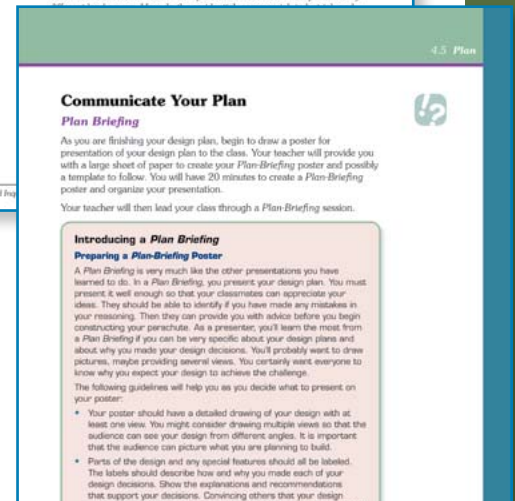 4.5 Plan
Communicate Your Plan
Plan Briefing
As you are finishing your design plan, begin to draw a poster for
presentation of your design plan to the class. Your teacher will provide you
with a large sheet of paper to create your Plan-Briefing poster and possibly
a template to follow. You will have 20 minutes to create a Plan-Briefing
poster and organize your presentation.
Your teacher will then lead your class through a Plan-Briefing session.
Introducing a Plan Briefing
Preparing a Plan-Briefing Poster
A Plan Briefing is very much like the other presentations you have
learned to do. In a Plan Briefing, you present your design plan. You must
present it well enough so that your classmates can appreciate your
ideas. They should be able to identify if you have made any mistakes in
your reasoning. Then they can provide you with advice before you begin
constructing your parachute. As a presenter, you'll learn the most from
a Plan Briefing if you can be very specific about your design plans and
about why you made your design decisions. You'll probably want to draw
pictures, maybe providing several views. You certainly want everyone to
know why you expect your design to achieve the challenge.
The following guidelines will help you as you decide what to present on
your poster:
• Your poster should have a detailed drawing of your design with at
least one view. You might consider drawing multiple views so that the
audience can see your design from different angles. It is important
that the audience can picture what you are planning to build.
• Parts of the design and any special features should all be labeled.
The labels should describe how and why you made each of your
design decisions. Show the explanations and recommendations
that support your decisions. Convincing others that your design